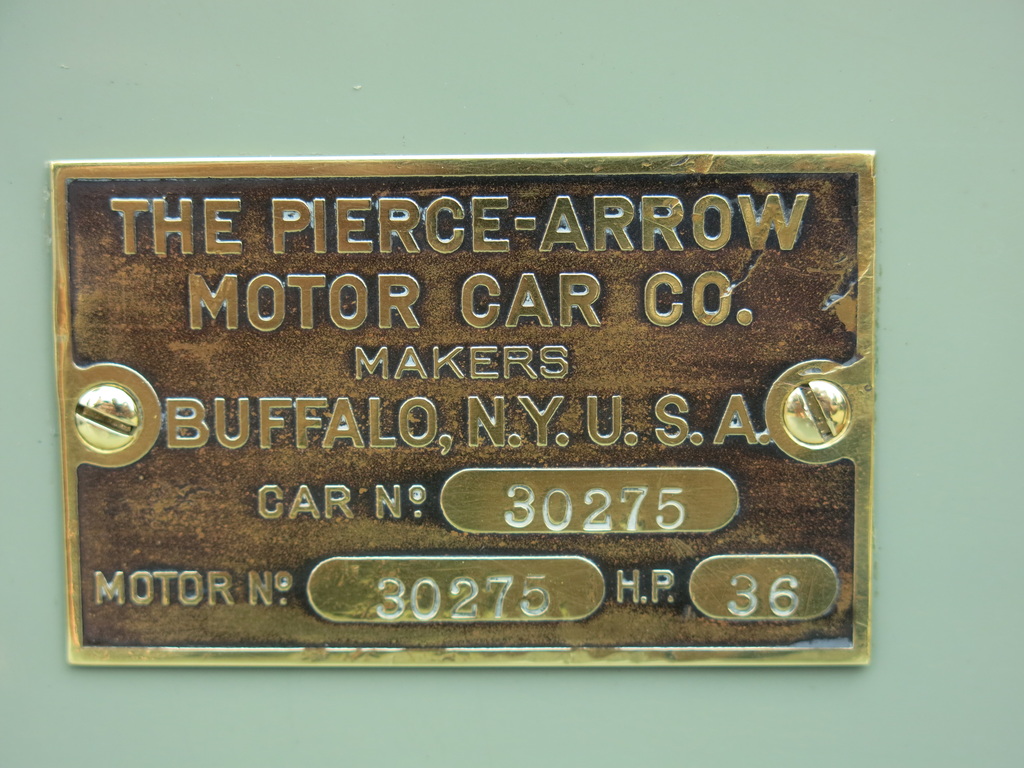 THE PIERCE-ARROW
MOTOR CAR CO.
MAKERS
BUFFALO, N.Y. U. S. A.
CAR Nº. 30275
MOTOR Nº. 30275 H.P. 36